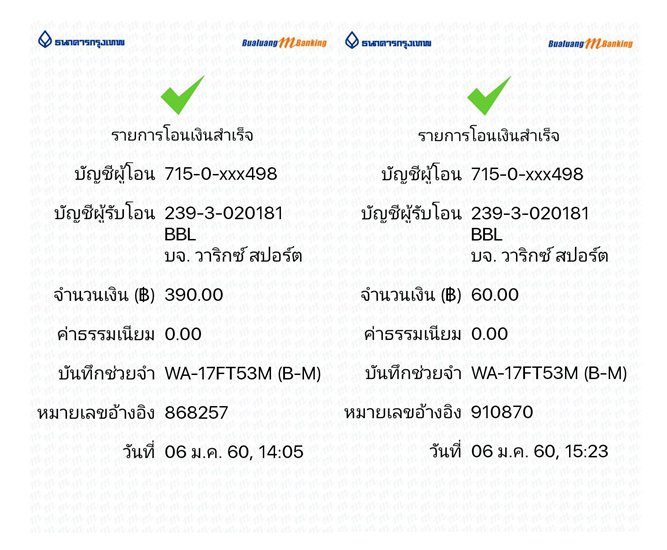 ธนาคารกรุงเทพ
Bualuang m Banking
รายการโอนเงินสำเร็จ
บัญชีผู้โอน 715-0-xxx498
บัญชีผู้รับโอน 239-3-020181
BBL
บจ. วาริกซ์ สปอร์ต
จำนวนเงิน (฿) 390.00
ค่าธรรมเนียม 0.00
บันทึกช่วยจำ WA-17FT53M (B-M)
หมายเลขอ้างอิง 868257
วันที่ 06 ม.ค. 60, 14:05
ธนาคารกรุงเทพ
Bualuang m Banking
รายการโอนเงินสำเร็จ
บัญชีผู้โอน 715-0-xxx498
บัญชีผู้รับโอน 239-3-020181
BBL
บจ. วาริกซ์ สปอร์ต
จำนวนเงิน (฿) 60.00
ค่าธรรมเนียม 0.00
บันทึกช่วยจำ WA-17FT53M (B-M)
หมายเลขอ้างอิง 910870
วันที่ 06 ม.ค. 60, 15:23